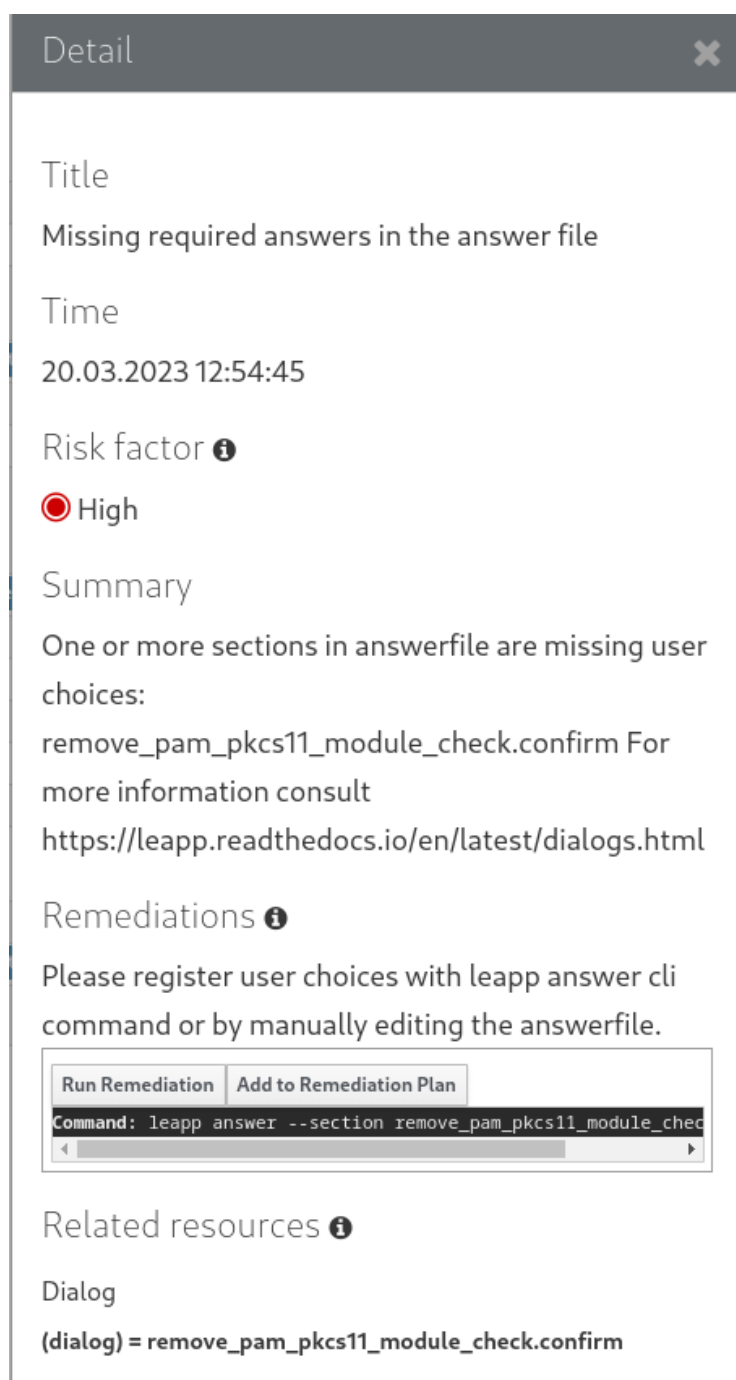 Detail
Title
Missing required answers in the answer file
Time
20.03.2023 12:54:45
Risk factor
High
Summary
One or more sections in answerfile are missing user
choices:
remove_pam_pkcs11_module_check.confirm For
more information consult
https://leapp.readthedocs.io/en/latest/dialogs.html
Remediations
Please register user choices with leapp answer cli
command or by manually editing the answerfile.
Run Remediation Add to Remediation Plan
Command: leapp answer --section remove_pam_pkcs11_module_chec
Related resources
Dialog
(dialog) = remove_pam_pkcs11_module_check.confirm